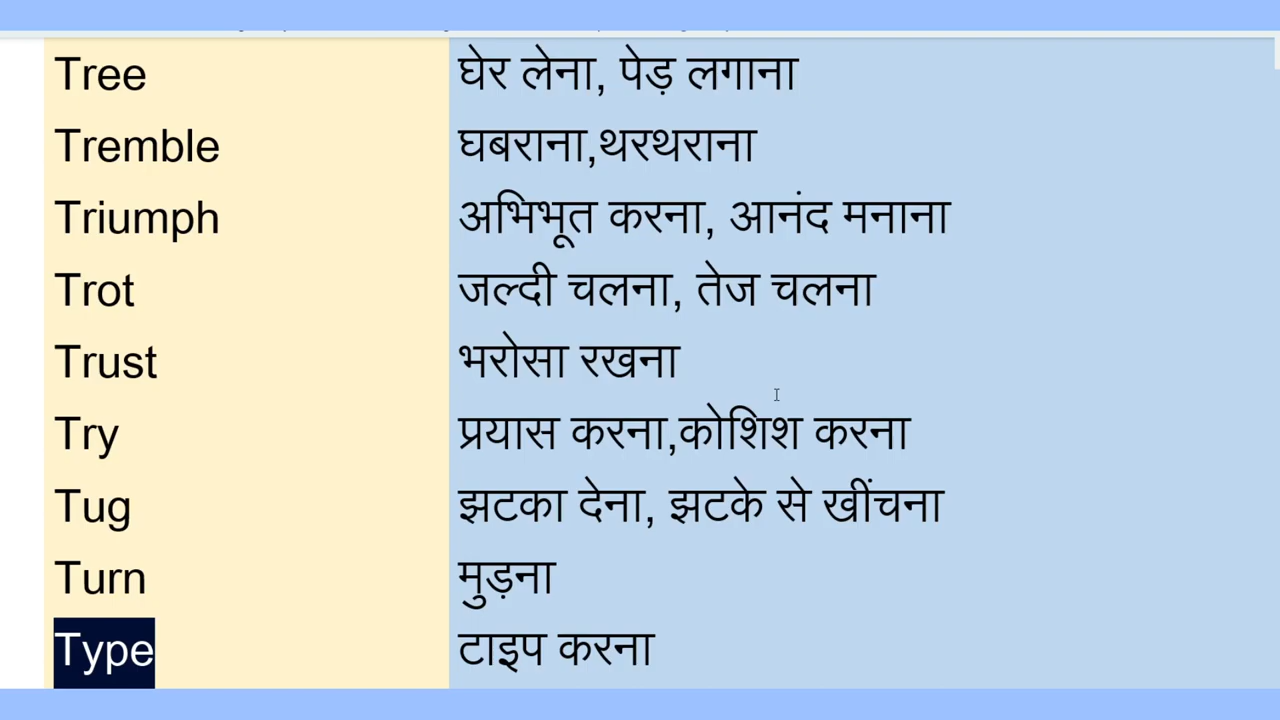 Tree घेर लेना, पेड़ लगाना
Tremble घबराना,थरथराना
Triumph अभिभूत करना, आनंद मनाना
Trot जल्दी चलना, तेज चलना
Trust भरोसा रखना
Try प्रयास करना,कोशिश करना
Tug झटका देना, झटके से खींचना
Turn मुड़ना
Type टाइप करना